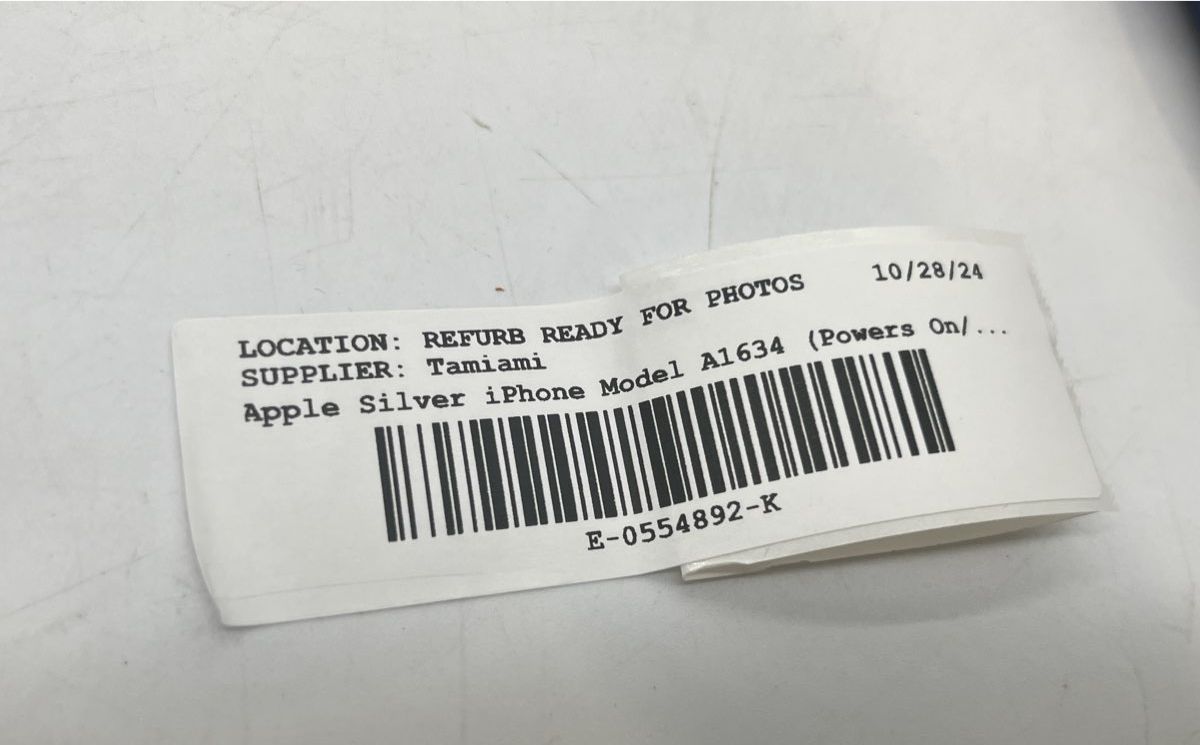 LOCATION: REFURB READY FOR PHOTOS 10/28/24
SUPPLIER: Tamiami
Apple Silver iPhone Model A1634 (Powers On/...
E-0554892-K